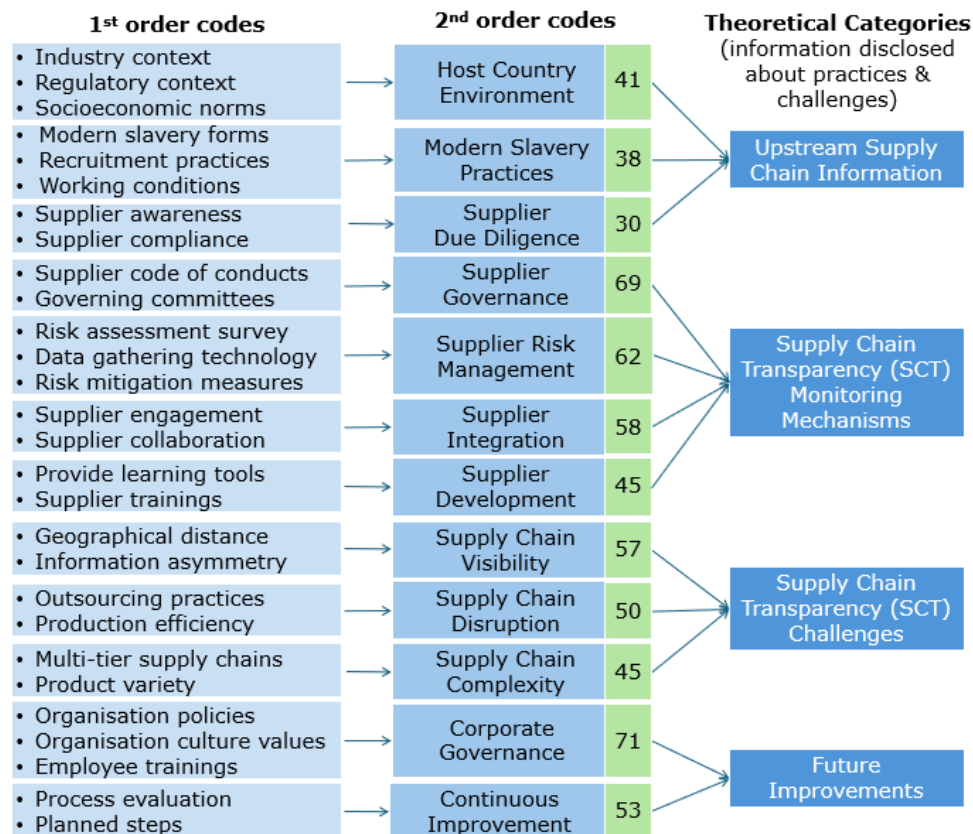 1st order codes
2nd order codes
Theoretical Categories
(information disclosed
about practices &
challenges)
• Industry context
• Regulatory context
• Socioeconomic norms
Host Country
Environment
41
• Modern slavery forms
• Recruitment practices
• Working conditions
Modern Slavery
Practices
38
• Supplier awareness
• Supplier compliance
Supplier
Due Diligence
30
Upstream Supply
Chain Information
• Supplier code of conducts
• Governing committees
Supplier
Governance
69
• Risk assessment survey
• Data gathering technology
• Risk mitigation measures
Supplier Risk
Management
62
• Supplier engagement
• Supplier collaboration
Supplier
Integration
58
• Provide learning tools
• Supplier trainings
Supplier
Development
45
Supply Chain
Transparency (SCT)
Monitoring
Mechanisms
• Geographical distance
• Information asymmetry
Supply Chain
Visibility
57
• Outsourcing practices
• Production efficiency
Supply Chain
Disruption
50
• Multi-tier supply chains
• Product variety
Supply Chain
Complexity
45
Supply Chain
Transparency (SCT)
Challenges
• Organisation policies
• Organisation culture values
• Employee trainings
Corporate
Governance
71
• Process evaluation
• Planned steps
Continuous
Improvement
53
Future
Improvements